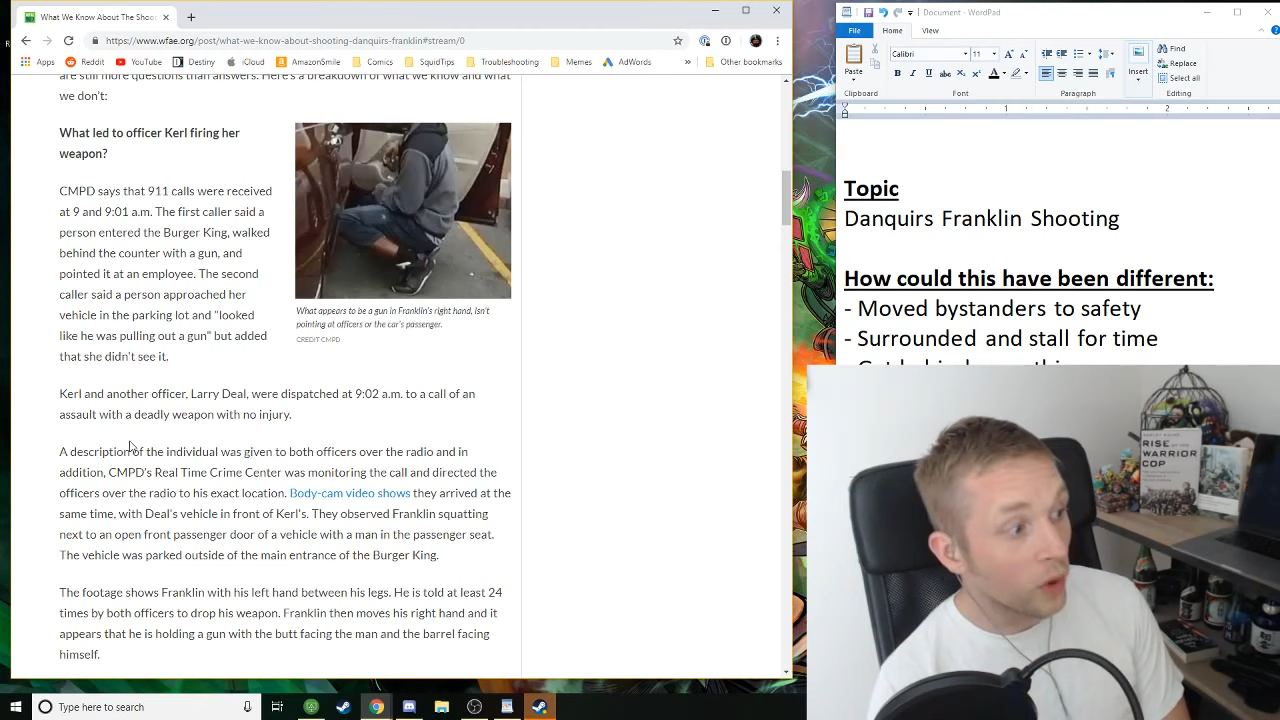 What We Know About The Shoo
https://www.wfae.org/post/what-we-know-about-shooting-danquirs-franklin#stream/0
Apps Reddit YouTube Destiny iCloud AmazonSmile Comics SquidTips Troubleshooting Memes AdWords » Other bookmarks
are still more questions than answers. Here's a breakdown of what we know and what
we don't:
What led to officer Kerl firing her
weapon?
CMPD says that 911 calls were received
at 9 and 9:01 a.m. The first caller said a
person entered the Burger King, walked
behind the counter with a gun, and
pointed it at an employee. The second
caller said a person approached her
vehicle in the parking lot and "looked
like he was pulling out a gun" but added
that she didn't see it.
What appears to be a gun in Franklin's right hand, isn't
pointing at officers or the car's passenger.
CREDIT CMPD
Kerl and another officer, Larry Deal, were dispatched at 9:02 a.m. to a call of an
assault with a deadly weapon with no injury.
A description of the individual was given to both officers over the radio and in
addition, CMPD's Real Time Crime Center was monitoring the call and directed the
officers over the radio to his exact location. Body-cam video shows they arrived at the
same time, with Deal's vehicle in front of Kerl's. They observed Franklin squatting
next to an open front passenger door of a vehicle with a man in the passenger seat.
The vehicle was parked outside of the main entrance of the Burger King.
The footage shows Franklin with his left hand between his legs. He is told at least 24
times by both officers to drop his weapon. Franklin then moves his right hand and it
appears that he is holding a gun with the butt facing the man and the barrel facing
himself.
Type here to search
Document - WordPad
File Home View
Paste
Clipboard
Calibri 11
B I U abc X₂ X² A
Font
Paragraph
Insert
Find
Replace
Select all
Editing
1 2
Topic
Danquirs Franklin Shooting
How could this have been different:
- Moved bystanders to safety
- Surrounded and stall for time
RISE OF THE
WARRIOR
COP